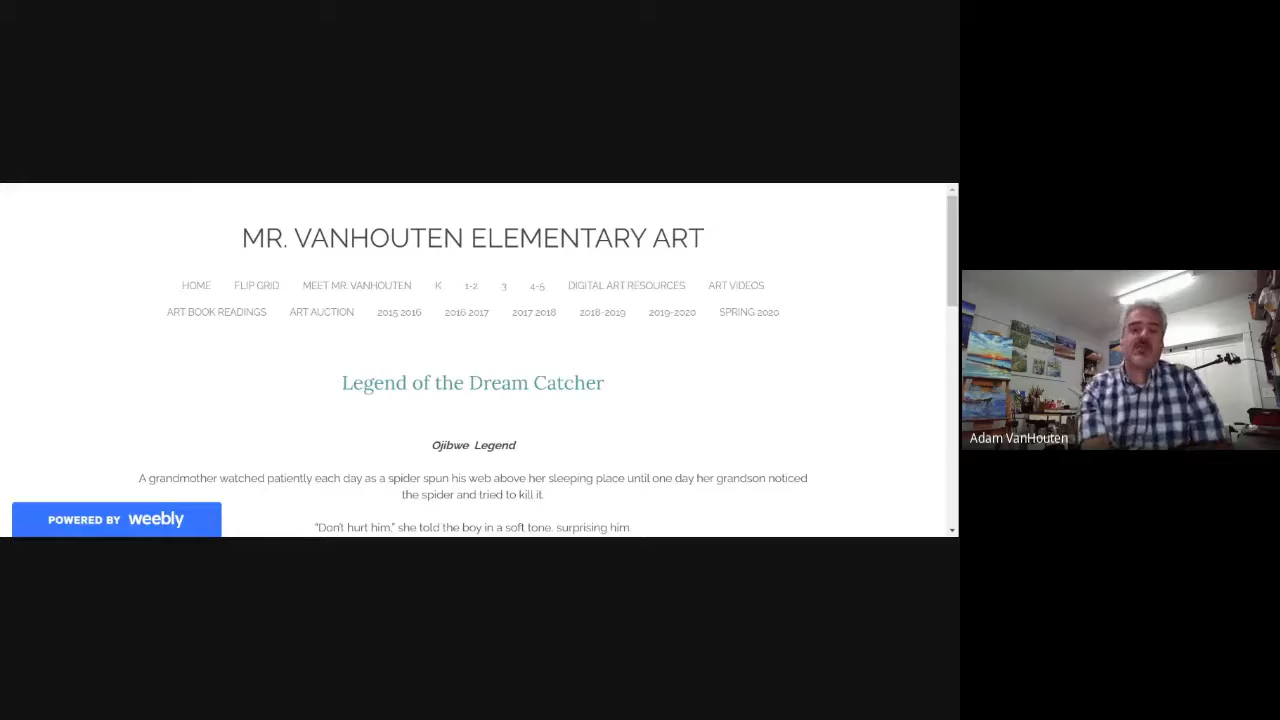 MR. VANHOUTEN ELEMENTARY ART
HOME FLIP GRID MEET MR. VANHOUTEN K 1-2 3 4-5 DIGITAL ART RESOURCES ART VIDEOS
ART BOOK READINGS ART AUCTION 2015 2016 2016 2017 2017 2018 2018-2019 2019-2020 SPRING 2020
Legend of the Dream Catcher
Ojibwe Legend
A grandmother watched patiently each day as a spider spun his web above her sleeping place until one day her grandson noticed
the spider and tried to kill it.
"Don't hurt him," she told the boy in a soft tone, surprising him.
POWERED BY weebly
Adam VanHouten